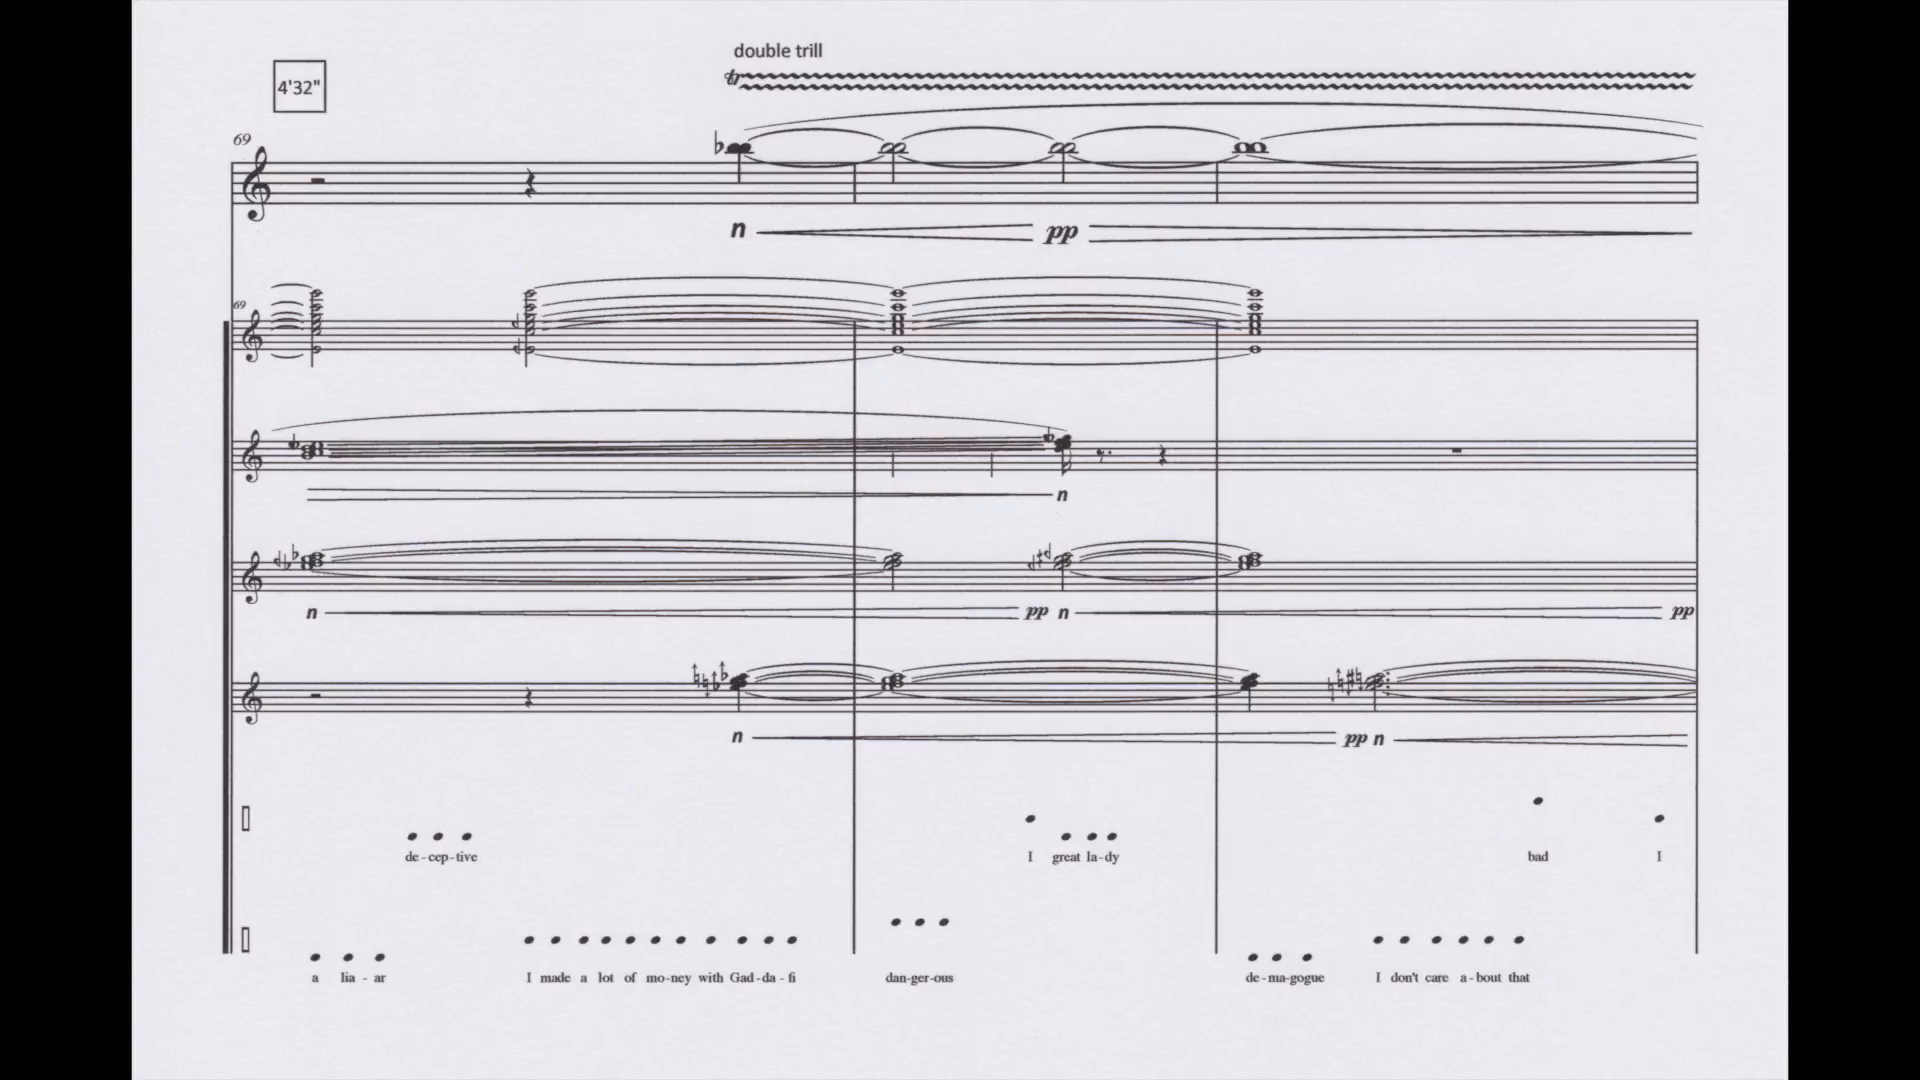 double trill
4'32"
tr
69
n pp
69
n
n pp n pp
n pp n
de - cep - tive I great la - dy bad I
a lia - ar I made a lot of mo - ney with Gad - da - fi dan - ger - ous de - ma - gogue I don't care a - bout that